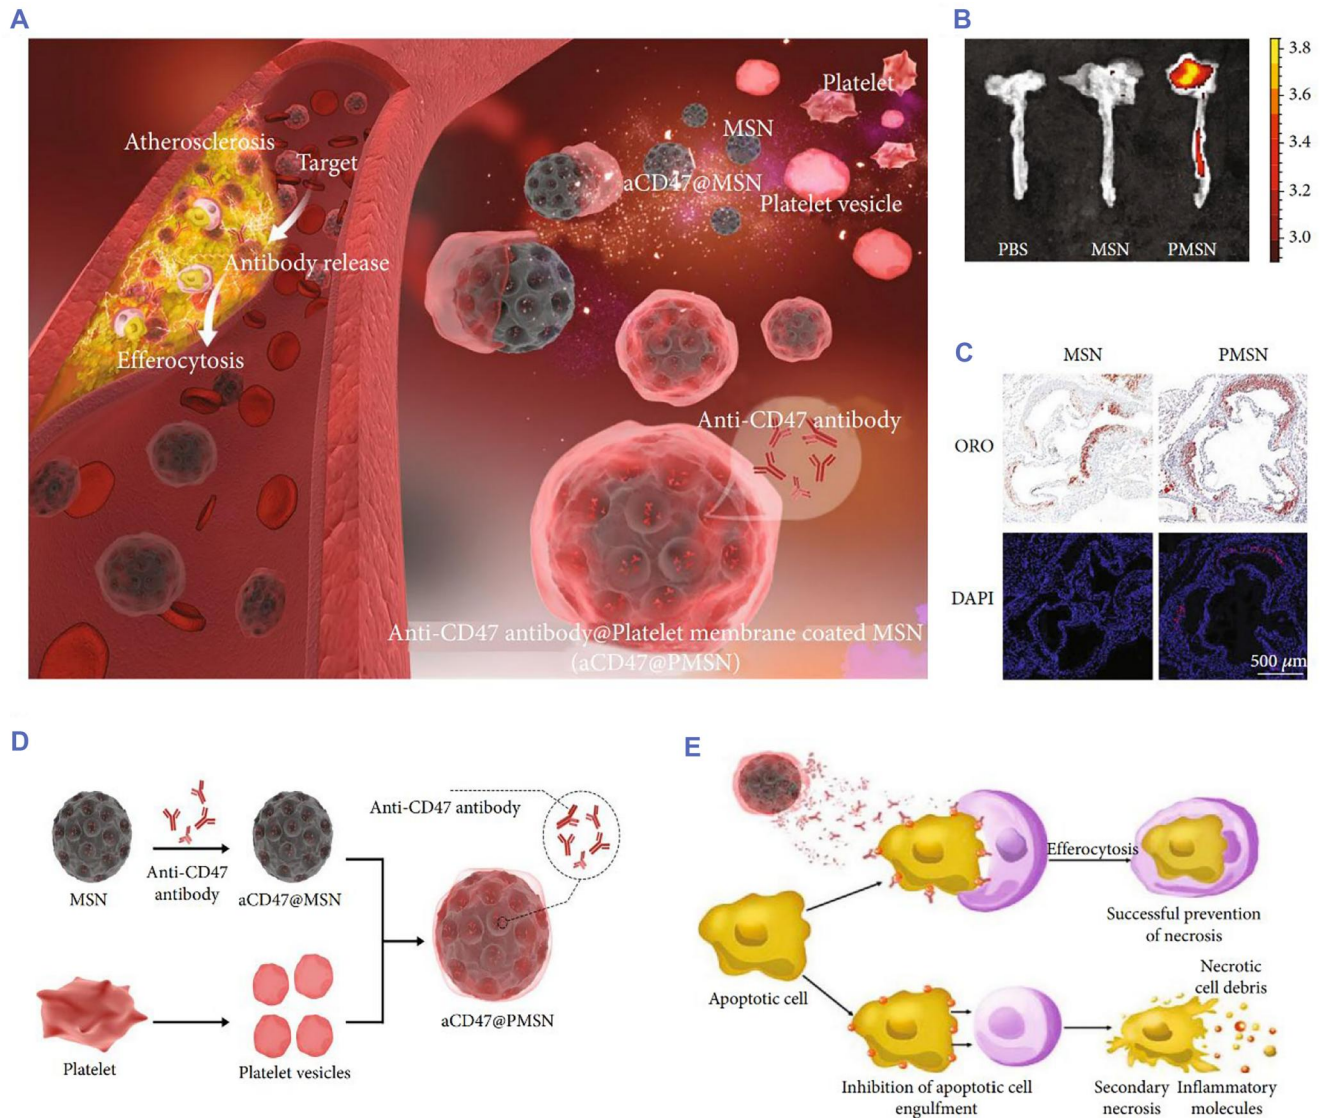 A
Atherosclerosis
Target
Antibody release
Efferocytosis
Platelet
MSN
aCD47@MSN
Platelet vesicle
Anti-CD47 antibody
Anti-CD47 antibody@Platelet membrane coated MSN
(aCD47@PMSN)
B
PBS
MSN
PMSN
3.8
3.6
3.4
3.2
3.0
C
MSN
PMSN
ORO
DAPI
500 μm
D
MSN
Anti-CD47
antibody
aCD47@MSN
Anti-CD47 antibody
Platelet
Platelet vesicles
aCD47@PMSN
E
Efferocytosis
Successful prevention
of necrosis
Apoptotic cell
Inhibition of apoptotic cell
engulfment
Necrotic
cell debris
Secondary
necrosis
Inflammatory
molecules